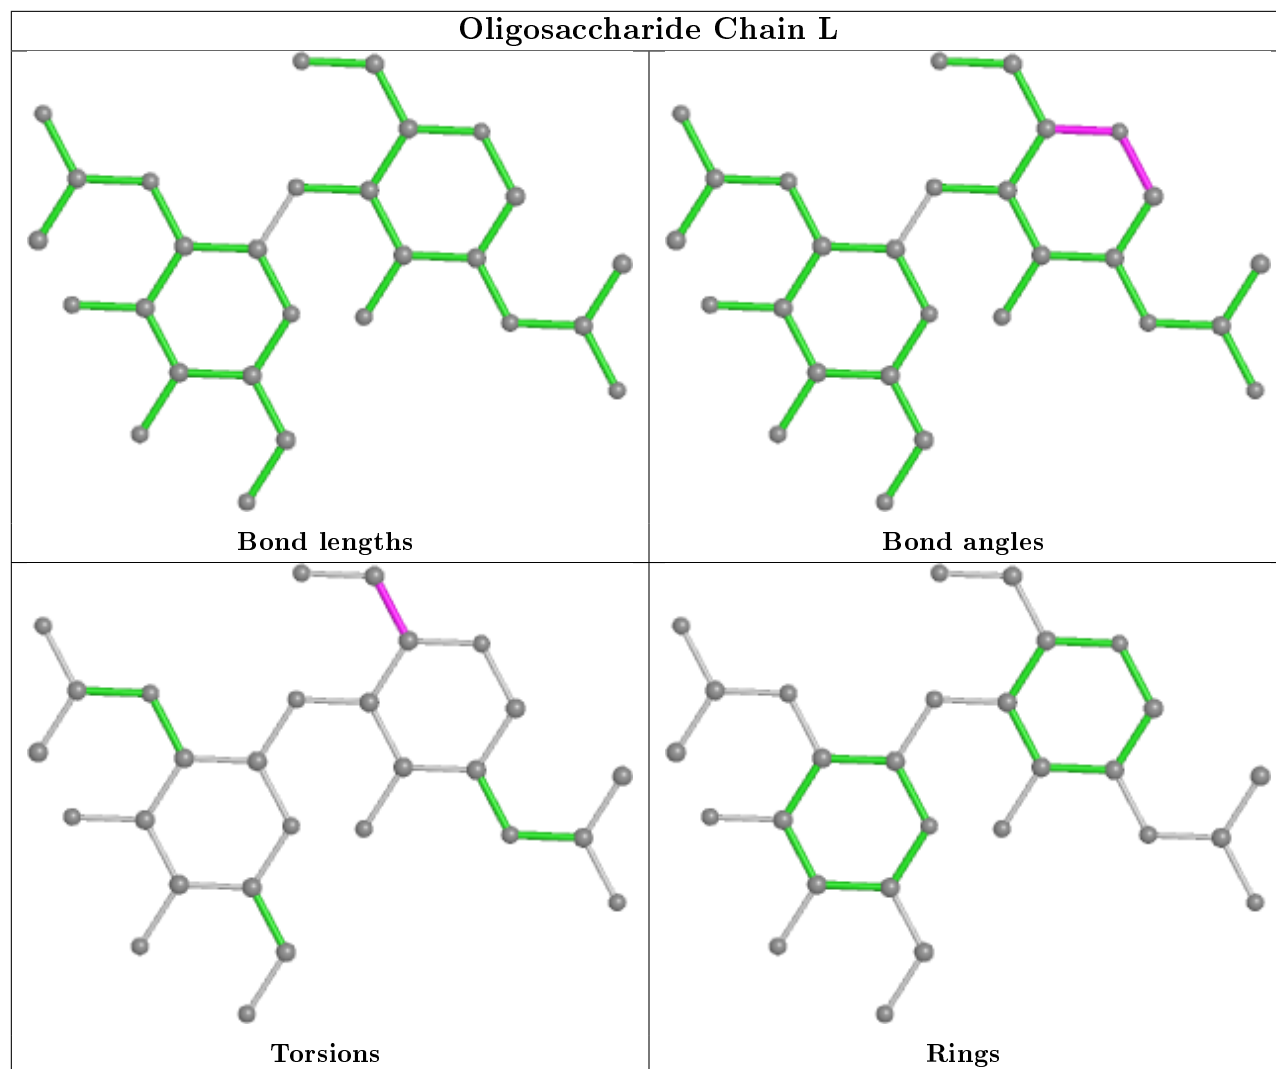 Oligosaccharide Chain L
Bond lengths
Bond angles
Torsions
Rings